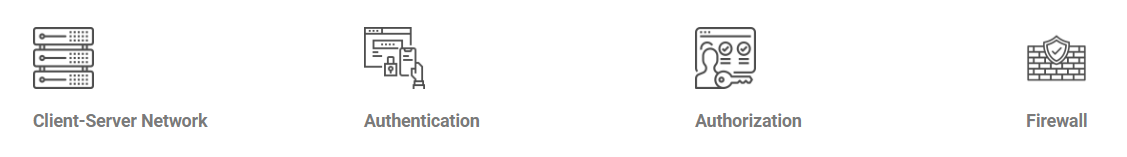 Client-Server Network
Authentication
Authorization
Firewall